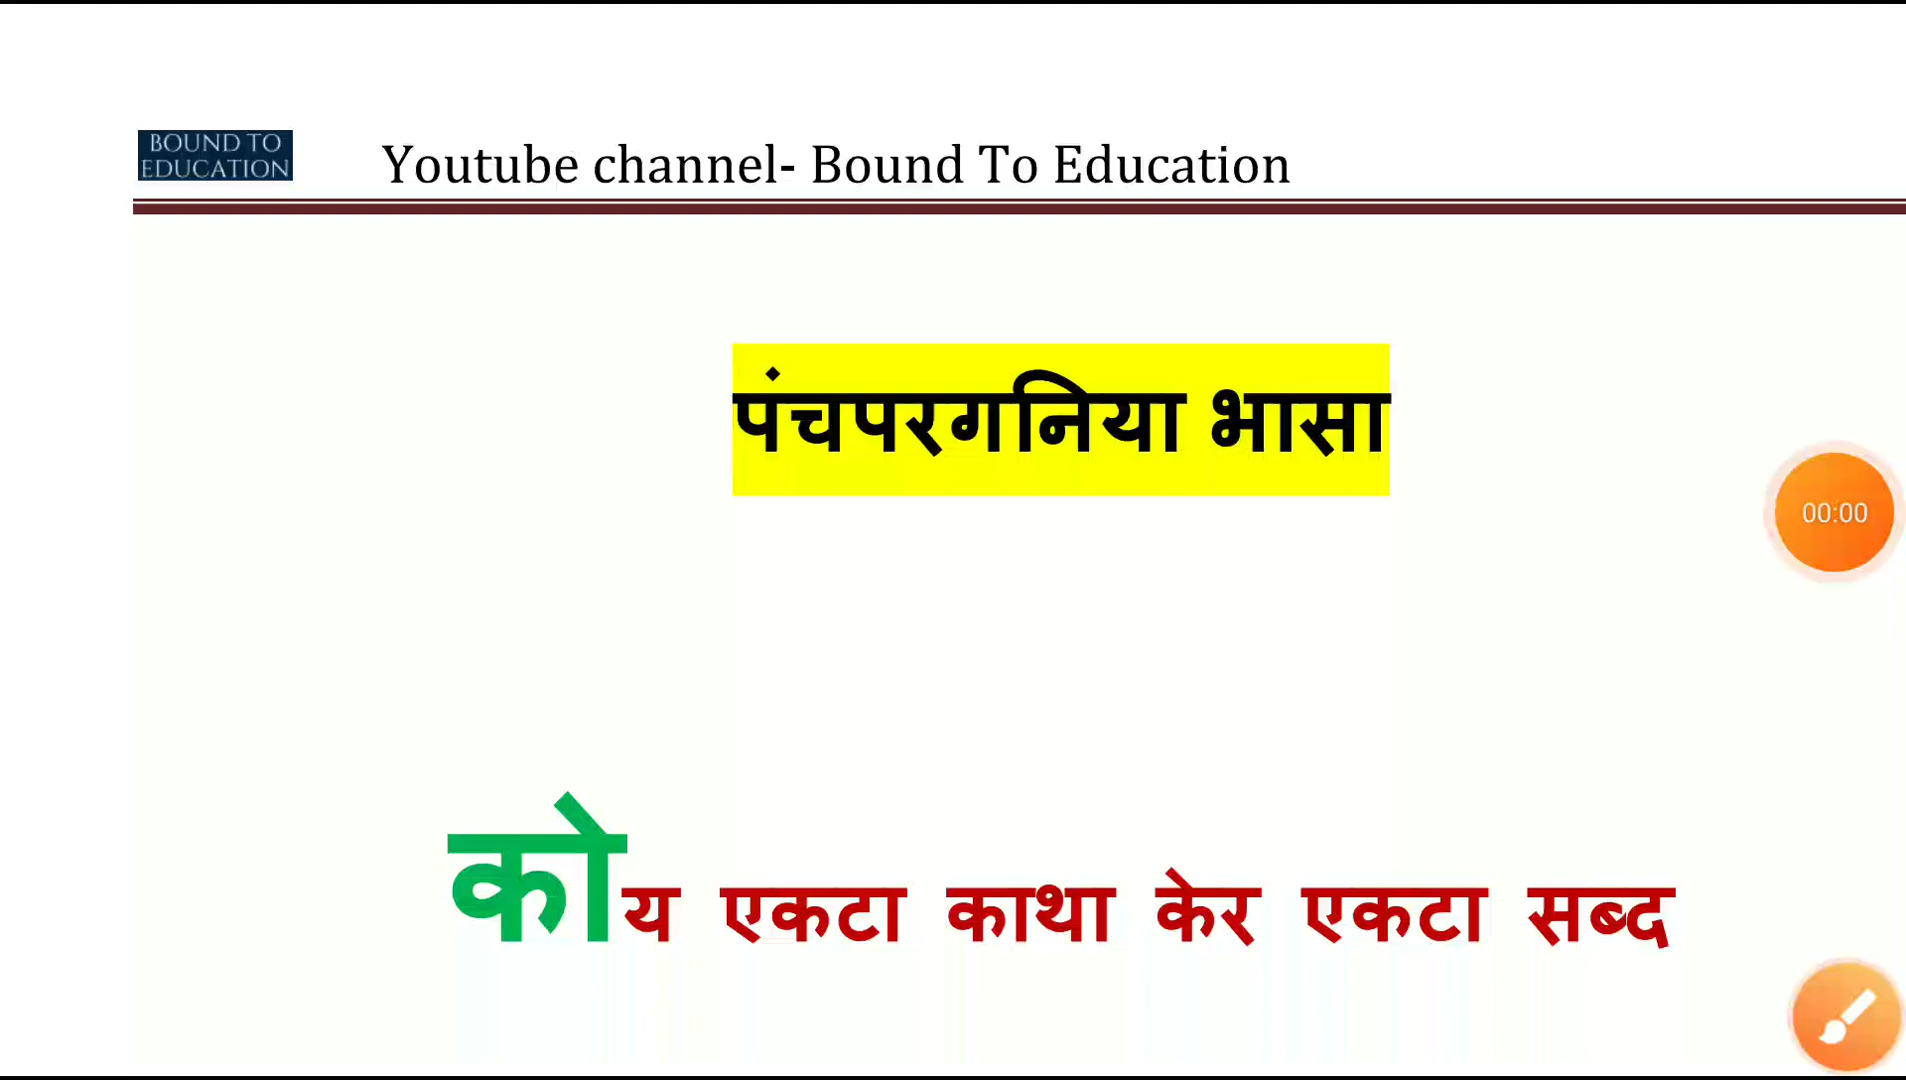 BOUND TO
EDUCATION
Youtube channel- Bound To Education
पंचपरगनिया भासा
00:00
कोय एकटा काथा केर एकटा सब्द